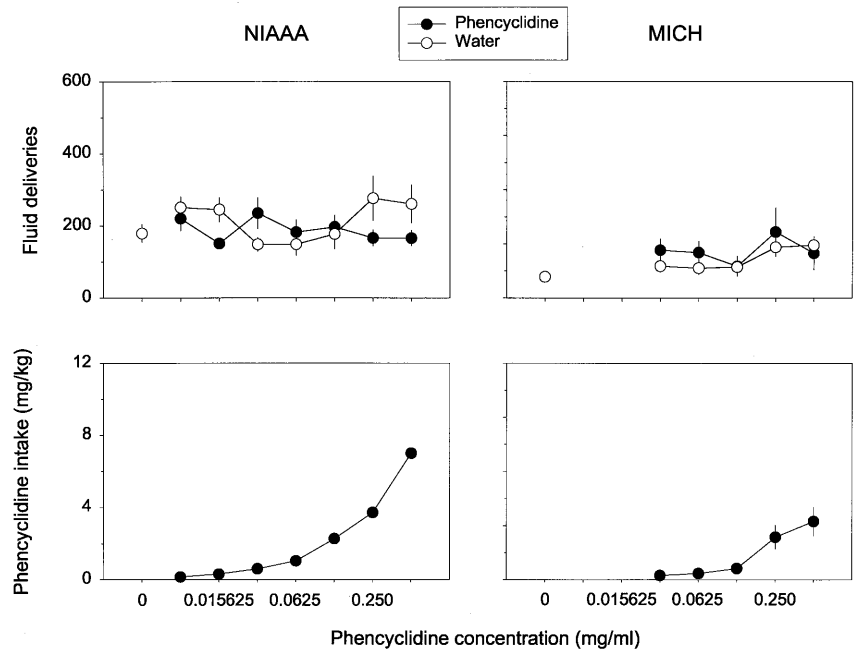 NIAAA
Phencyclidine
Water
MICH
Fluid deliveries
600
400
200
0
Phencyclidine intake (mg/kg)
12
8
4
0
0 0.015625 0.0625 0.250
0 0.015625 0.0625 0.250
Phencyclidine concentration (mg/ml)